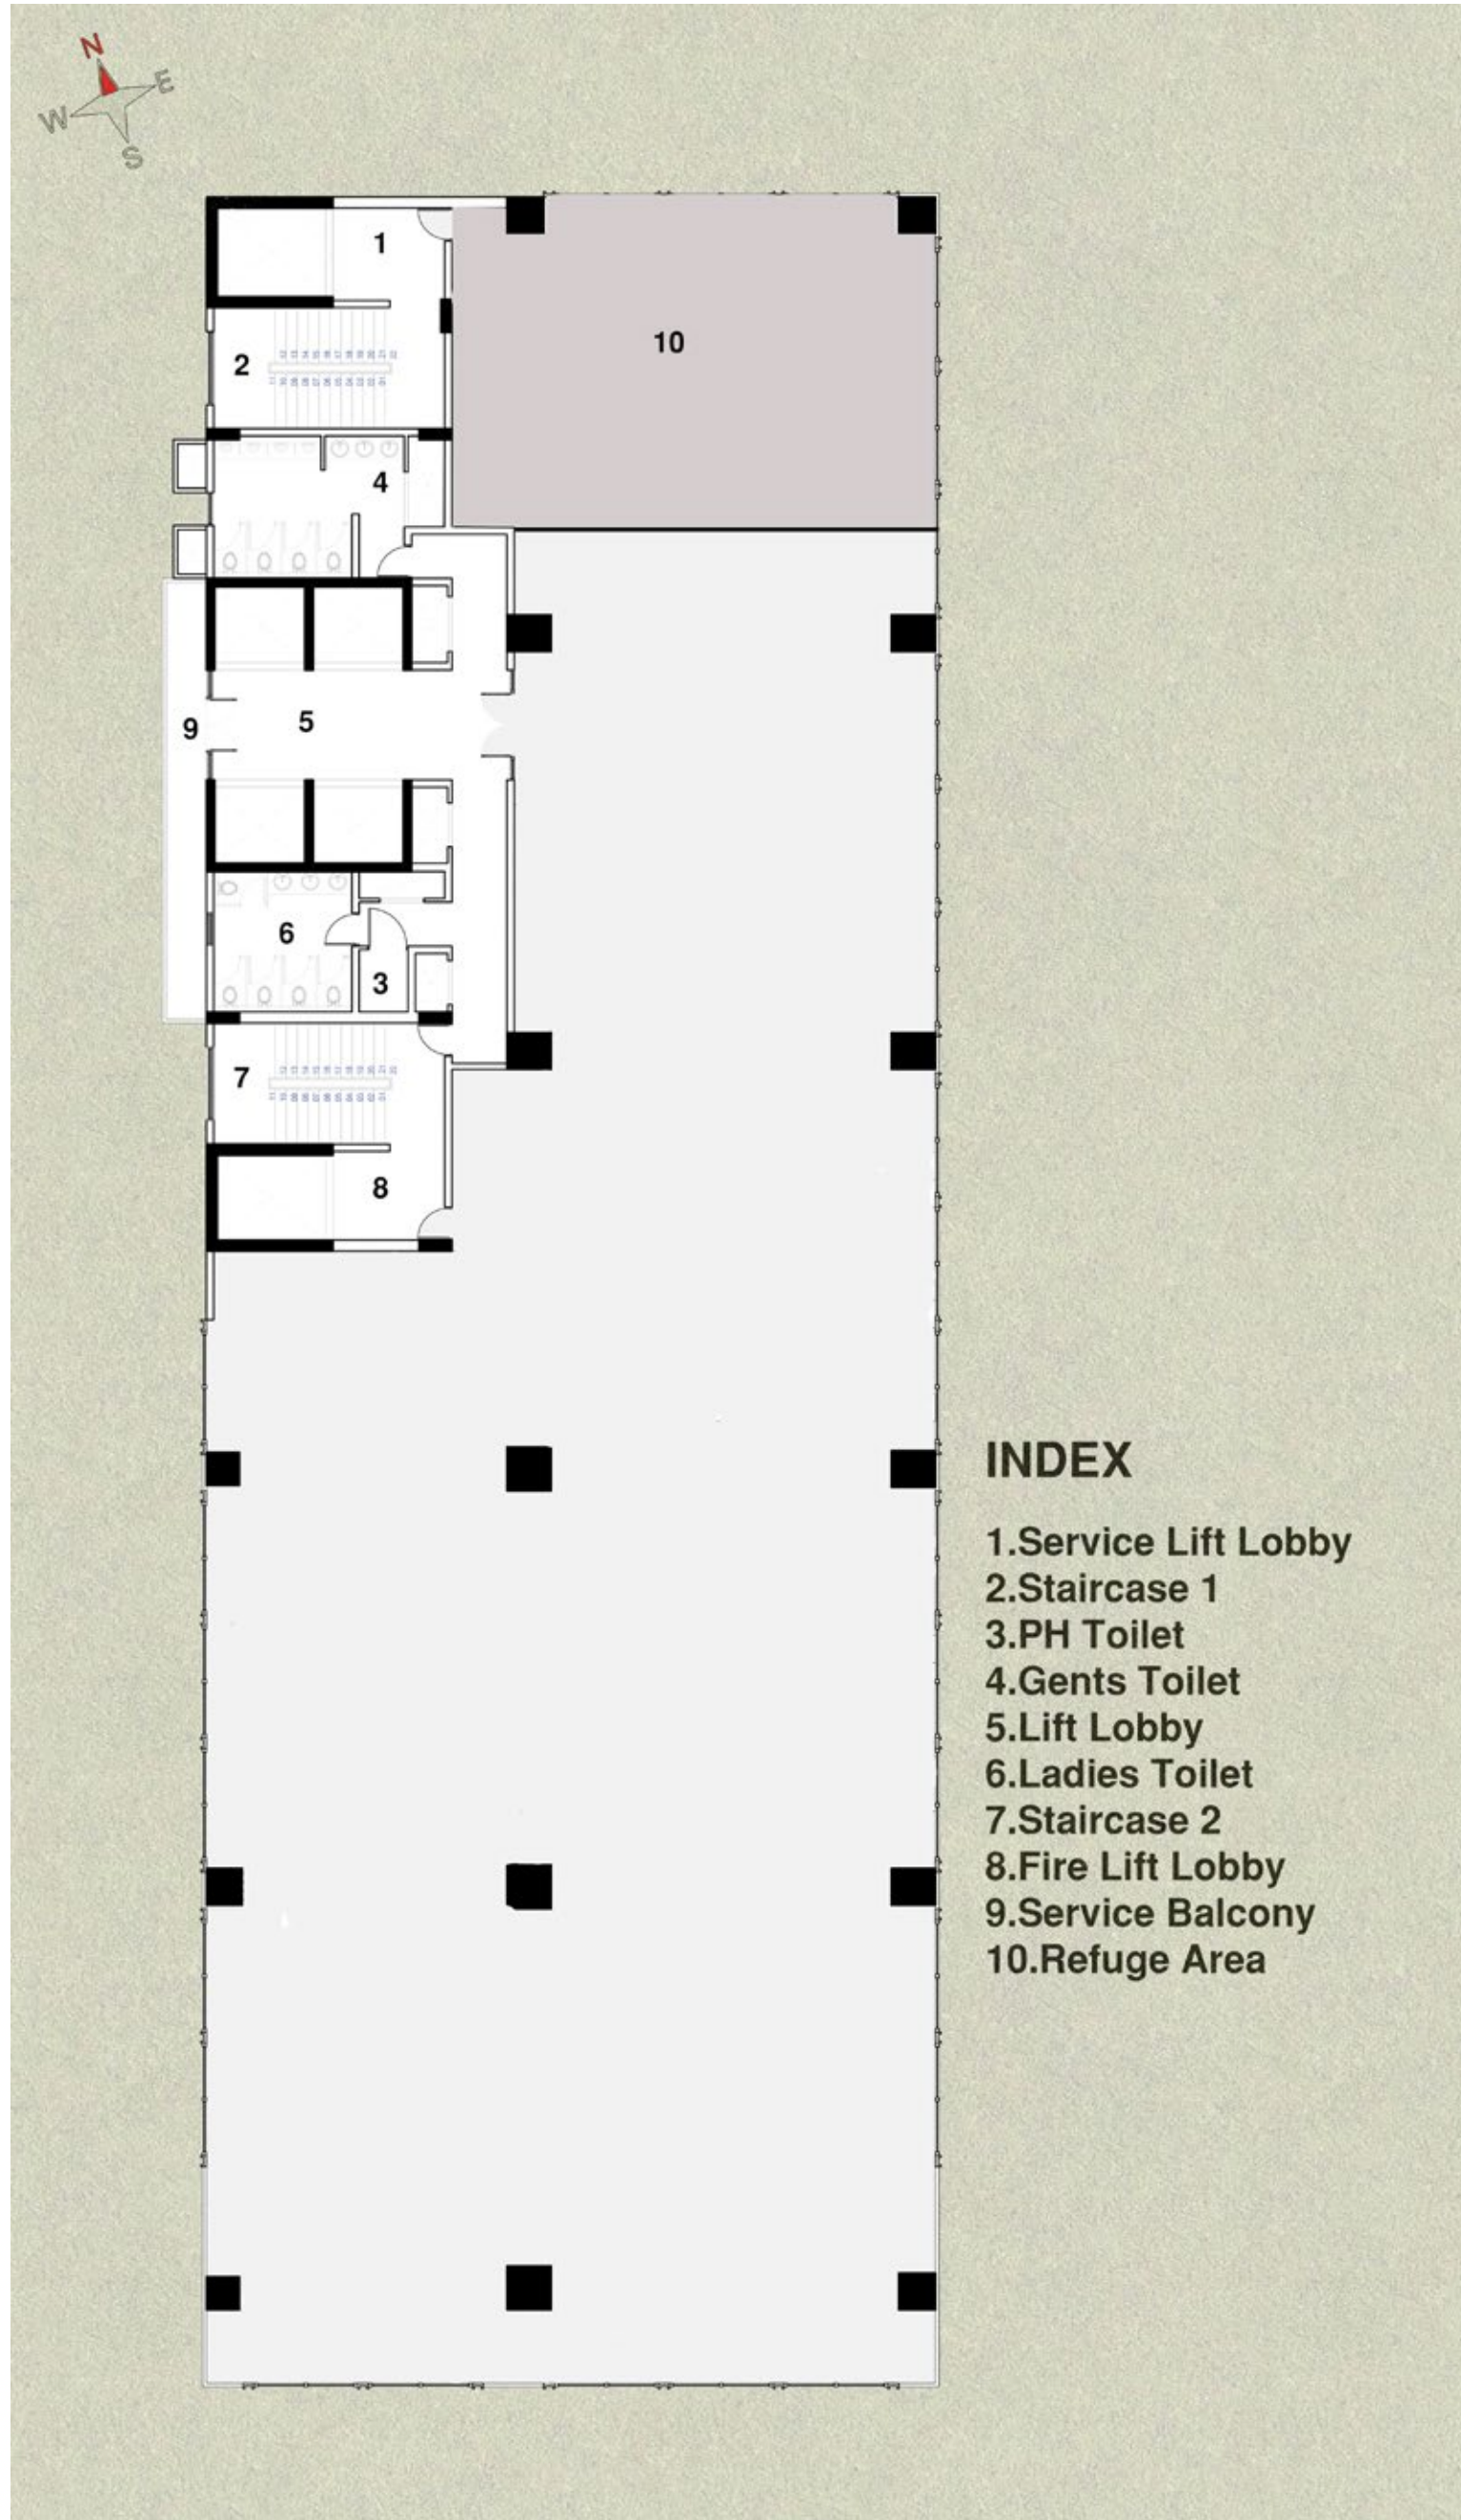 N
E
W
S
1
10
2
4
9
5
6
3
7
8
INDEX
1.Service Lift Lobby
2.Staircase 1
3.PH Toilet
4.Gents Toilet
5.Lift Lobby
6.Ladies Toilet
7.Staircase 2
8.Fire Lift Lobby
9.Service Balcony
10.Refuge Area